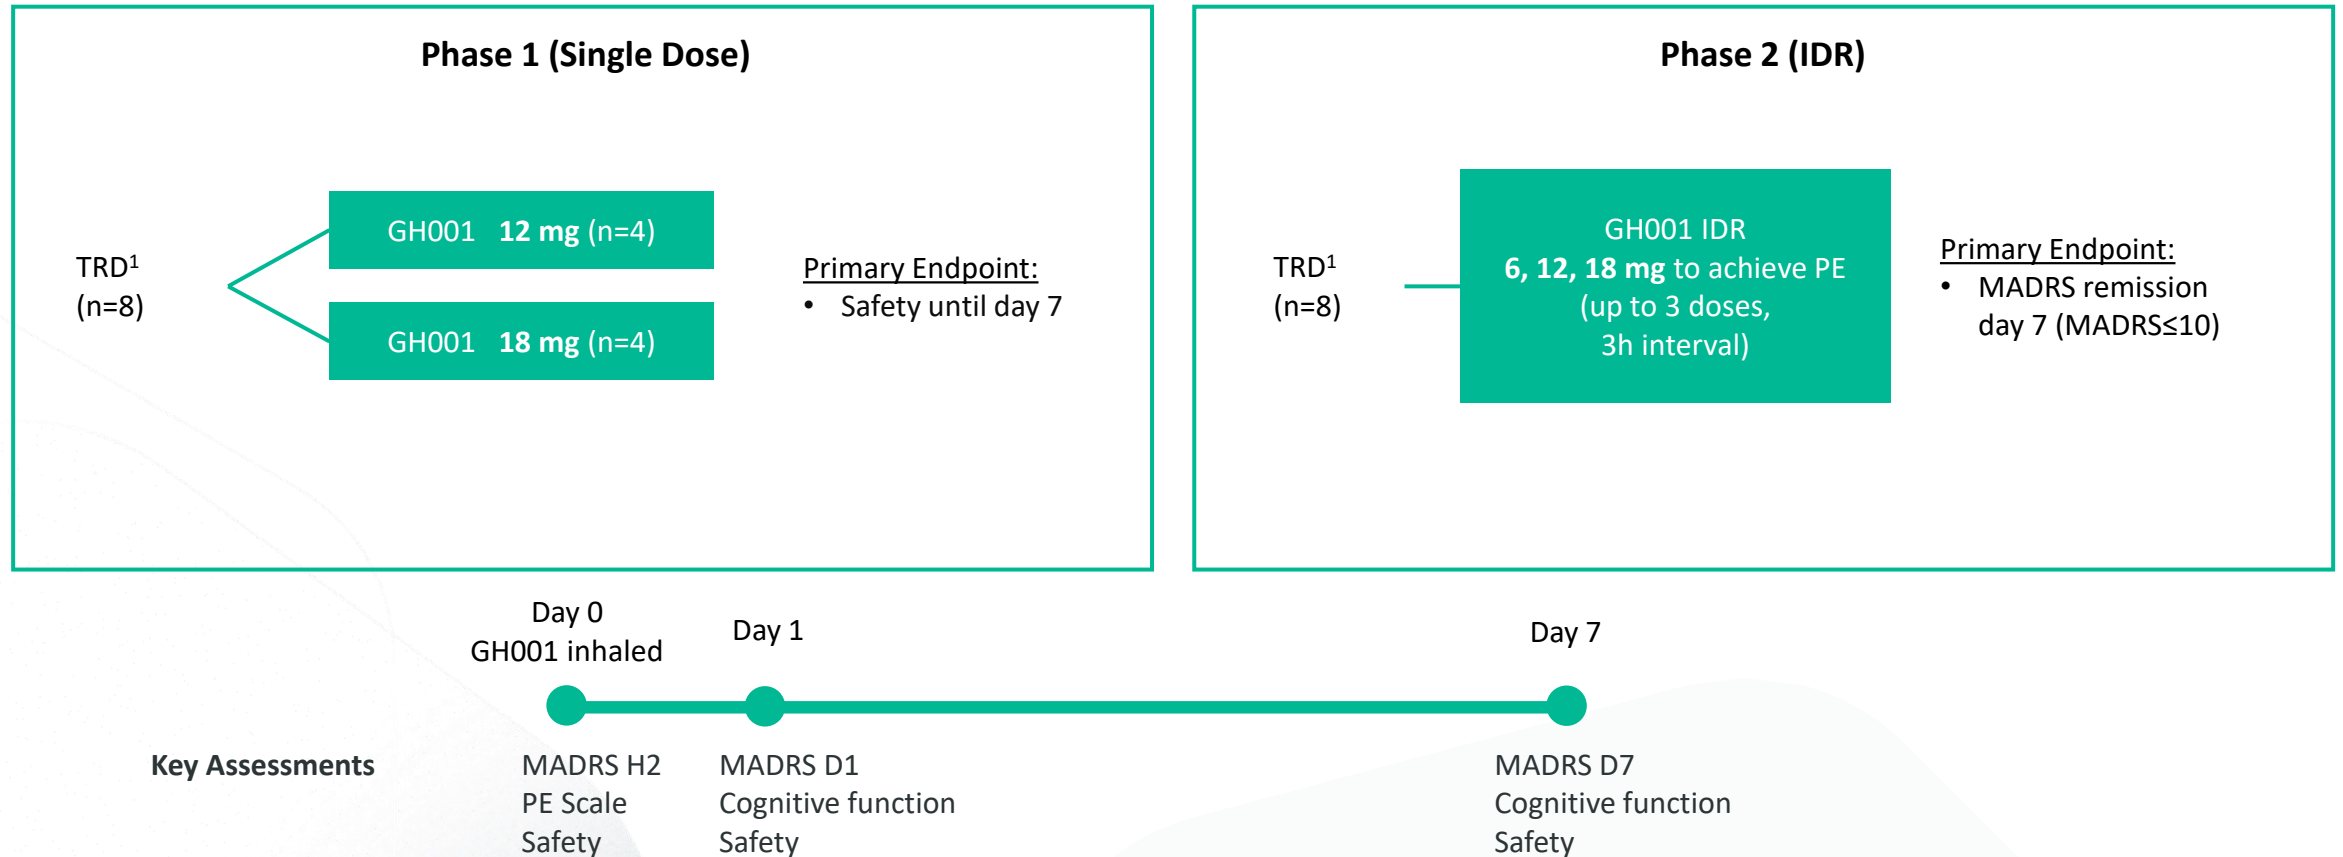 Phase 1 (Single Dose)
TRD¹
(n=8)
GH001 12 mg (n=4)
GH001 18 mg (n=4)
Primary Endpoint:
• Safety until day 7
Phase 2 (IDR)
TRD¹
(n=8)
GH001 IDR
6, 12, 18 mg to achieve PE
(up to 3 doses,
3h interval)
Primary Endpoint:
• MADRS remission
day 7 (MADRS≤10)
Day 0
GH001 inhaled
Day 1
Day 7
Key Assessments
MADRS H2
PE Scale
Safety
MADRS D1
Cognitive function
Safety
MADRS D7
Cognitive function
Safety